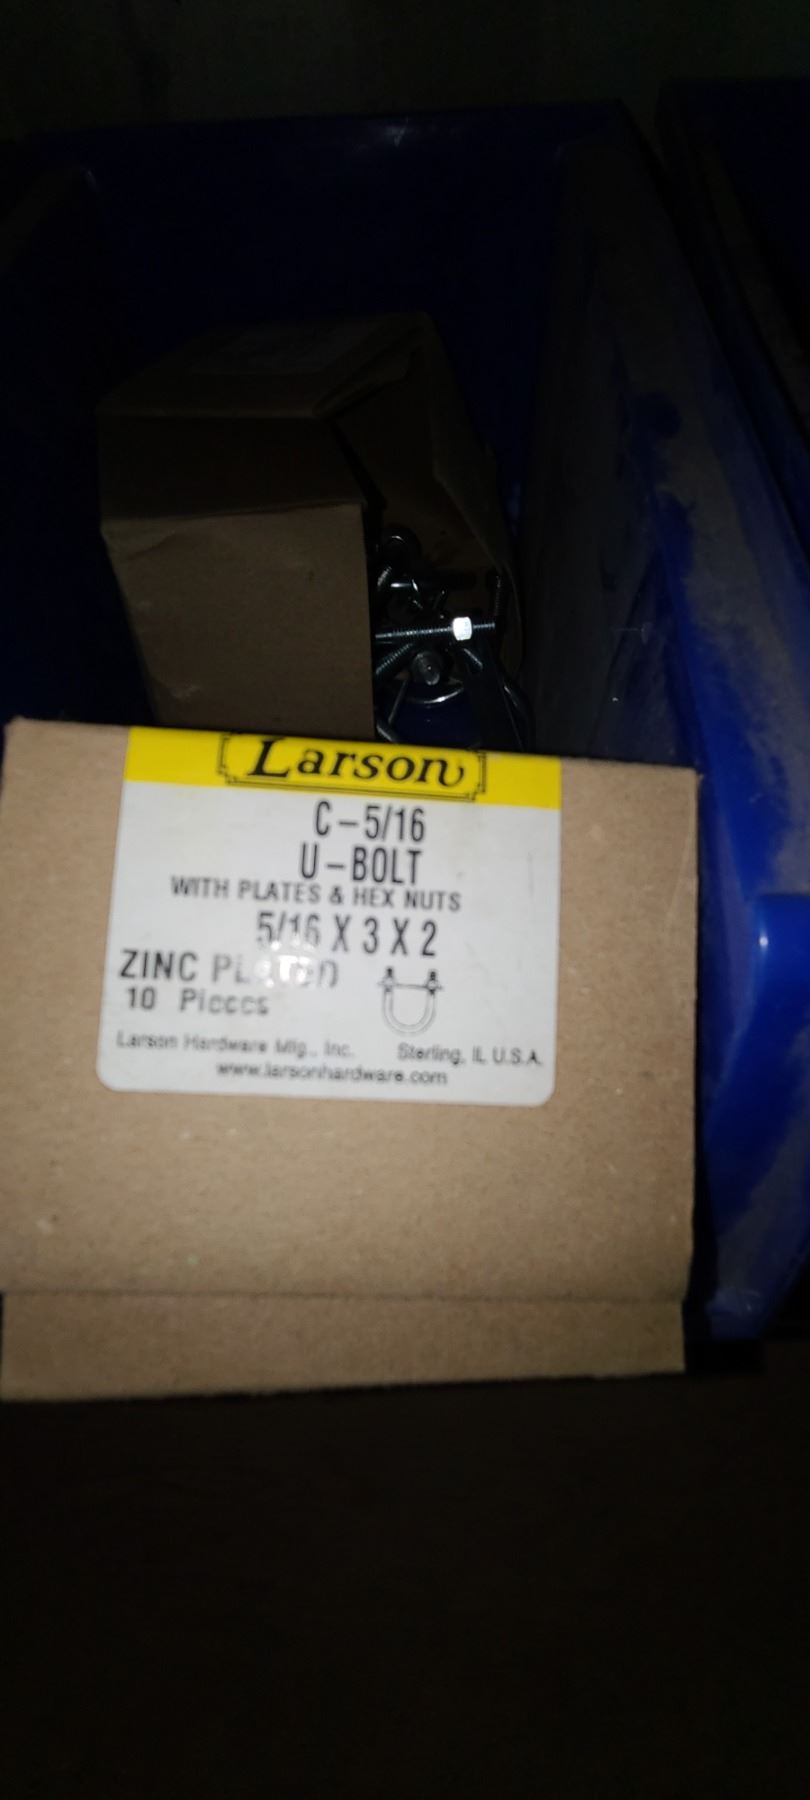 Larson
C-5/16
U-BOLT
WITH PLATES & HEX NUTS
5/16 X 3 X 2
ZINC PLATED
10 Pieces
Larson Hardware Mfg., Inc. Sterling, IL U.S.A.
www.larsonhardware.com